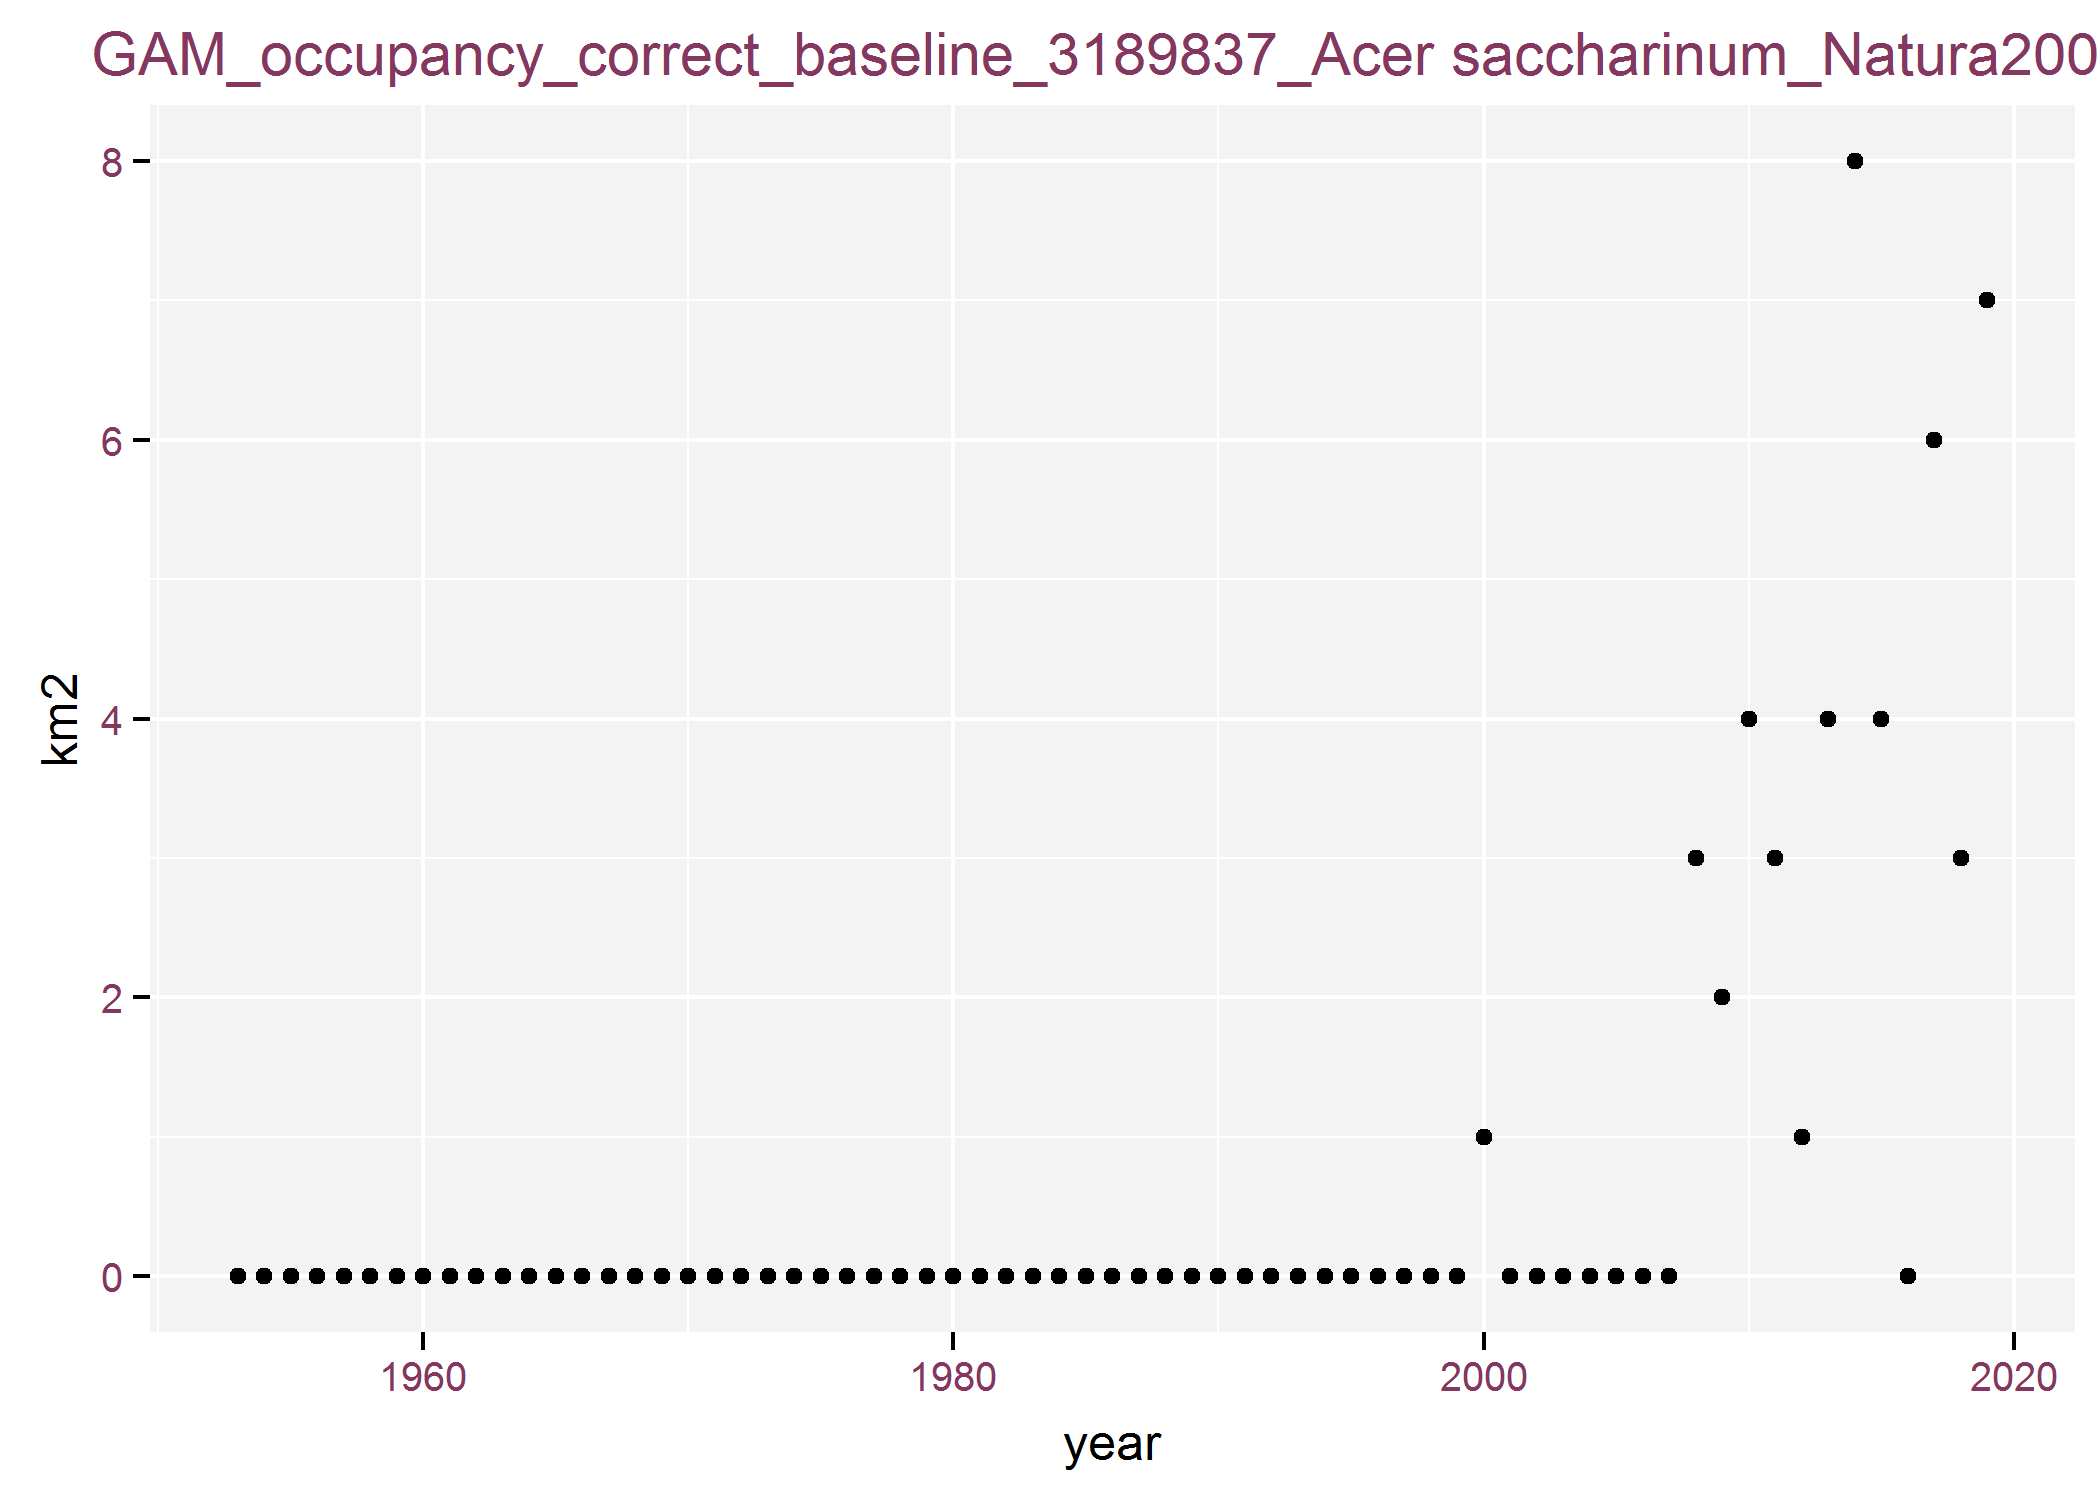 GAM_occupancy_correct_baseline_3189837_Acer saccharinum_Natura200
8
6
4
2
0
km2
1960 1980 2000 2020
year